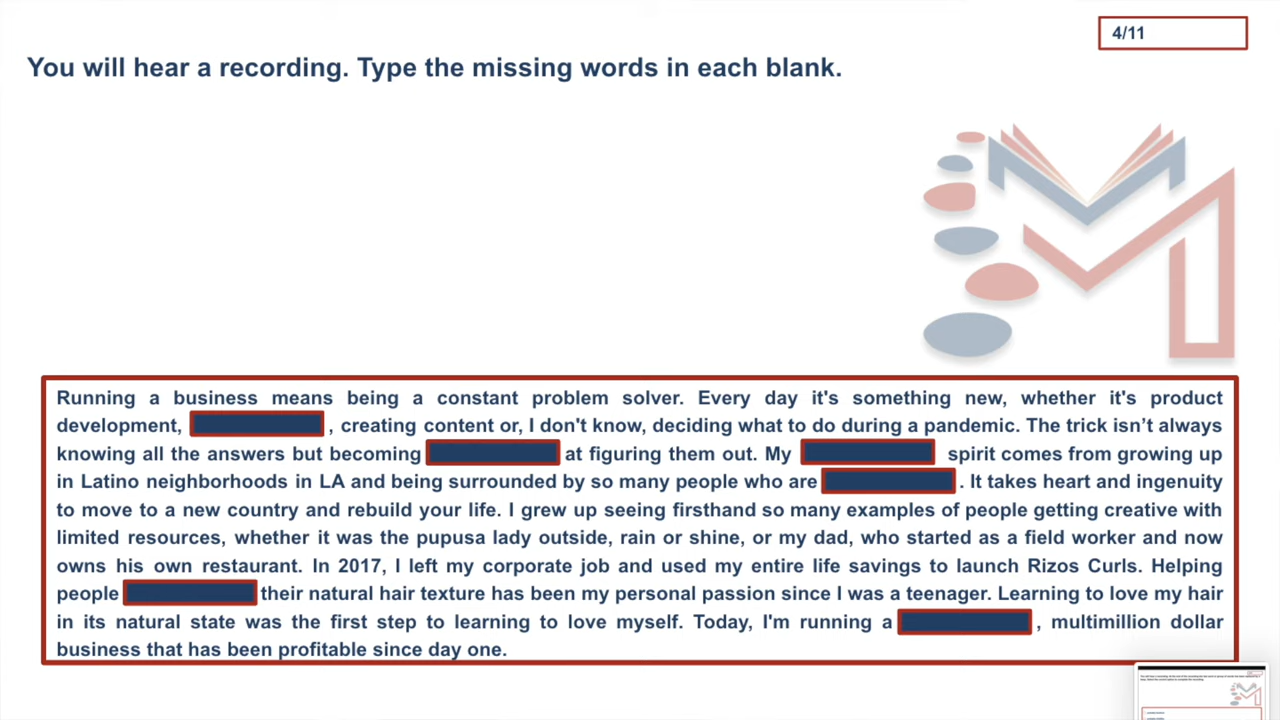 4/11
You will hear a recording. Type the missing words in each blank.
Running a business means being a constant problem solver. Every day it's something new, whether it's product
development, , creating content or, I don't know, deciding what to do during a pandemic. The trick isn’t always
knowing all the answers but becoming at figuring them out. My spirit comes from growing up
in Latino neighborhoods in LA and being surrounded by so many people who are . It takes heart and ingenuity
to move to a new country and rebuild your life. I grew up seeing firsthand so many examples of people getting creative with
limited resources, whether it was the pupusa lady outside, rain or shine, or my dad, who started as a field worker and now
owns his own restaurant. In 2017, I left my corporate job and used my entire life savings to launch Rizos Curls. Helping
people their natural hair texture has been my personal passion since I was a teenager. Learning to love my hair
in its natural state was the first step to learning to love myself. Today, I'm running a , multimillion dollar
business that has been profitable since day one.